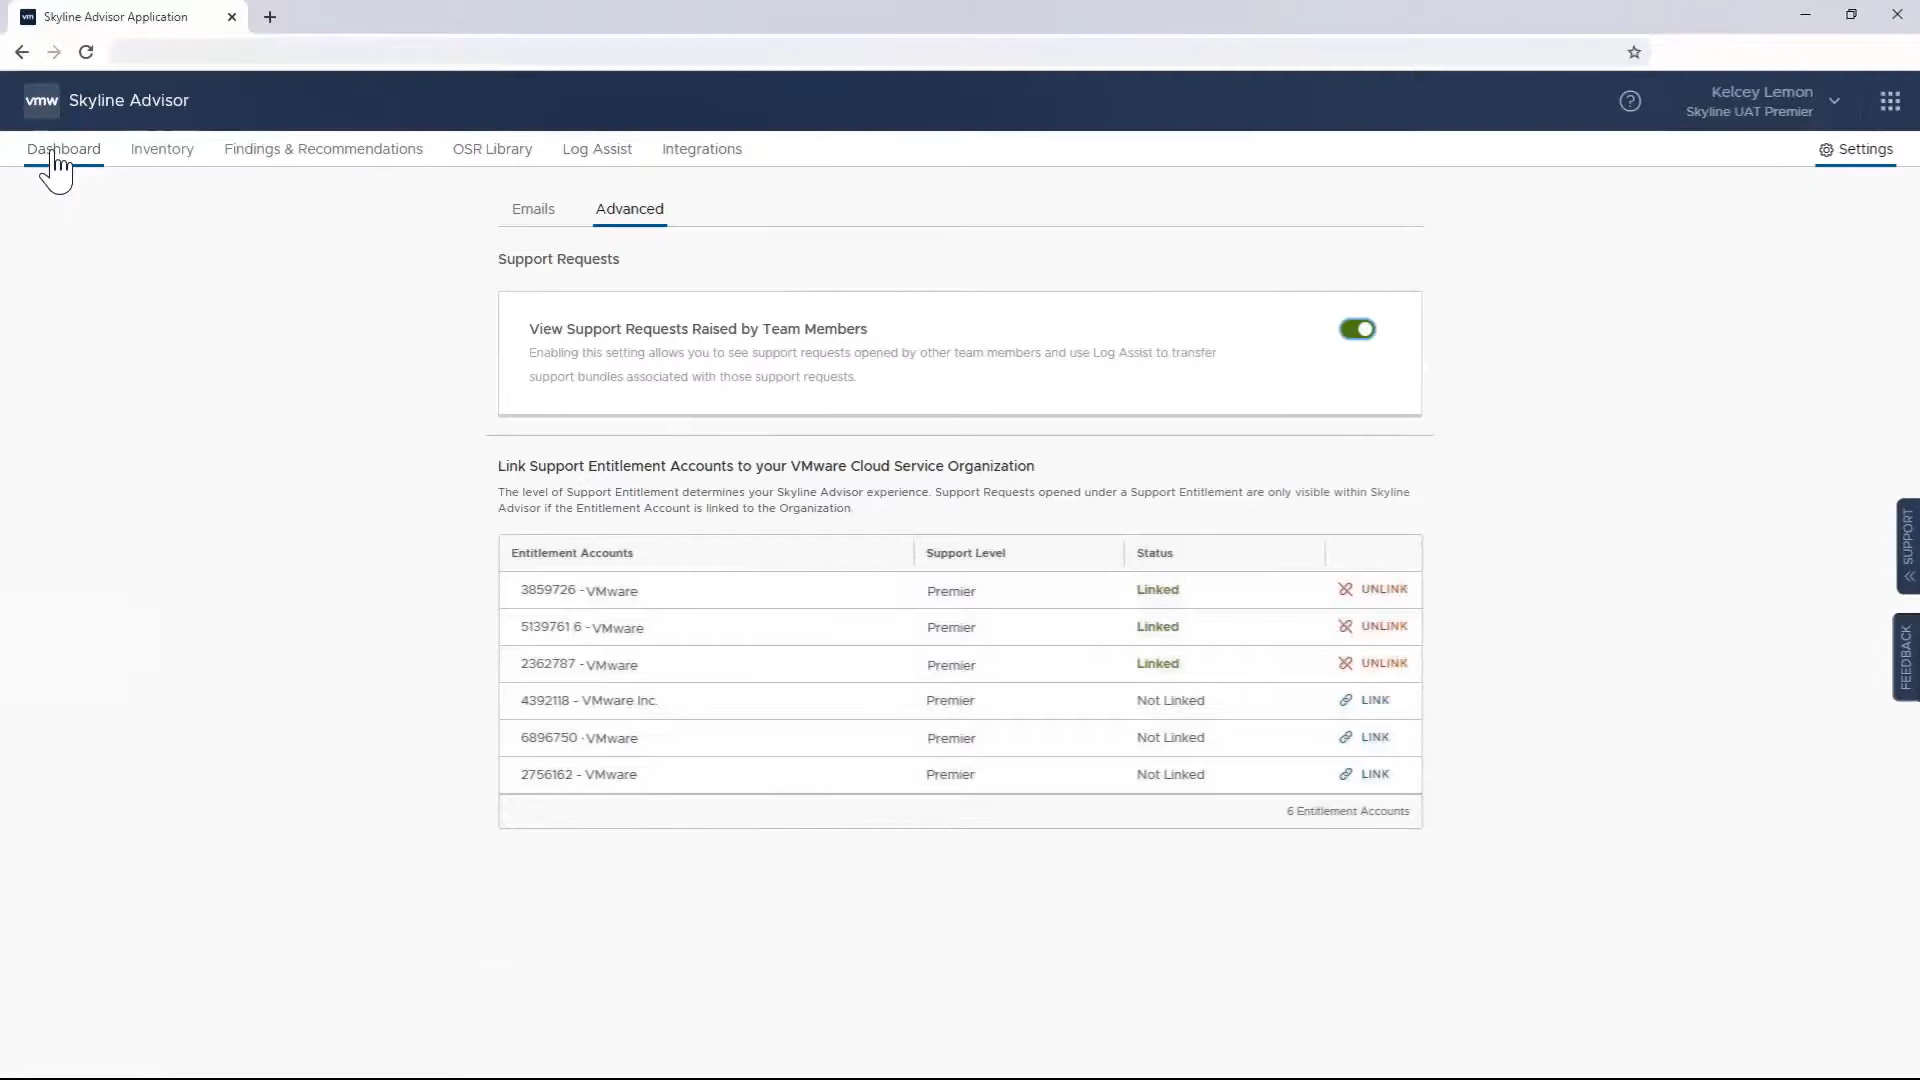 vm Skyline Advisor Application
vmw Skyline Advisor
Kelcey Lemon
Skyline UAT Premier
Dashboard Inventory Findings & Recommendations OSR Library Log Assist Integrations Settings
Emails Advanced
Support Requests
View Support Requests Raised by Team Members
Enabling this setting allows you to see support requests opened by other team members and use Log Assist to transfer
support bundles associated with those support requests.
Link Support Entitlement Accounts to your VMware Cloud Service Organization
The level of Support Entitlement determines your Skyline Advisor experience. Support Requests opened under a Support Entitlement are only visible within Skyline
Advisor if the Entitlement Account is linked to the Organization.
Entitlement Accounts Support Level Status
3859726 - VMware Premier Linked UNLINK
5139761 6 - VMware Premier Linked UNLINK
2362787 - VMware Premier Linked UNLINK
4392118 - VMware Inc. Premier Not Linked LINK
6896750 - VMware Premier Not Linked LINK
2756162 - VMware Premier Not Linked LINK
6 Entitlement Accounts
SUPPORT
FEEDBACK